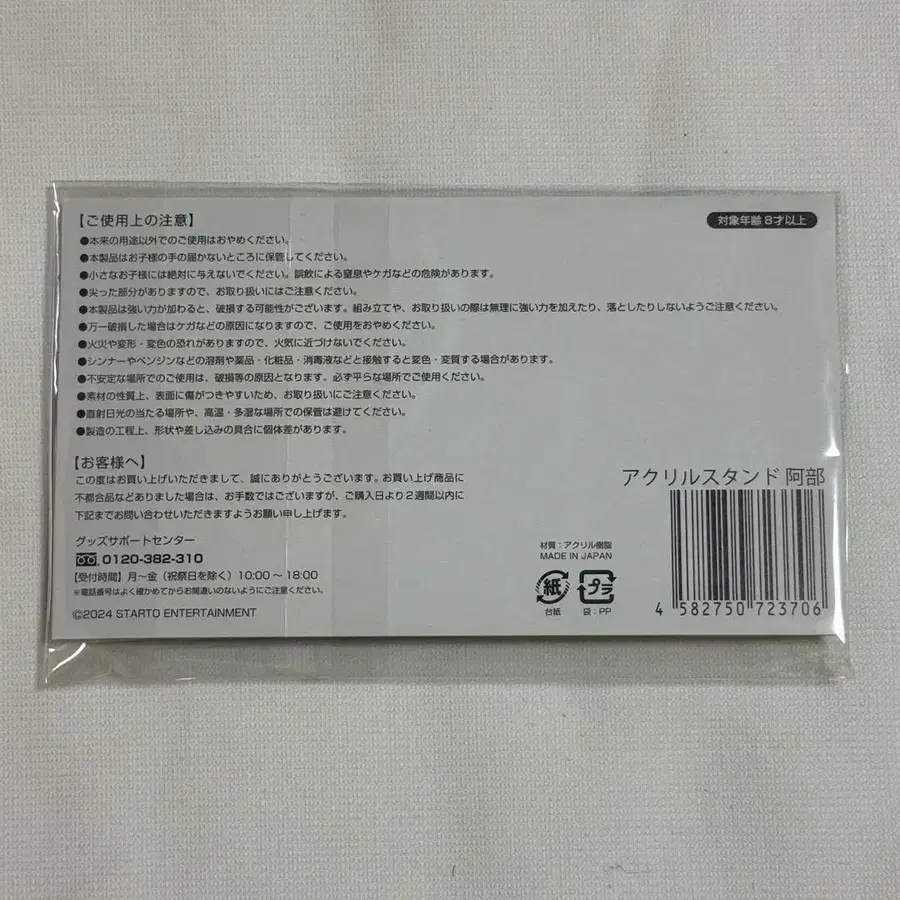 【ご使用上の注意】
対象年齢8才以上
●本来の用途以外でのご使用はおやめください。
●本製品はお子様の手の届かないところに保管してください。
●小さなお子様には絶対に与えないでください。誤飲による窒息やケガなどの危険があります。
●尖った部分がありますので、お取り扱いにはご注意ください。
●本製品は強い力が加わると、破損する可能性がございます。組み立てや、お取り扱いの際は無理に強い力を加えたり、落としたりしないようご注意ください。
●万一破損した場合はケガなどの原因になりますので、ご使用をおやめください。
●火災や変形・変色の恐れがありますので、火気に近づけないでください。
●シンナーやベンジンなどの溶剤や薬品・化粧品・消毒液などと接触すると変色・変質する場合があります。
●不安定な場所でのご使用は、破損等の原因となります。必ず平らな場所でご使用ください。
●素材の性質上、表面に傷がつきやすいため、お取り扱いにご注意ください。
●直射日光の当たる場所や、高温・多湿な場所での保管は避けてください。
●製造の工程上、形状や差し込みの具合に個体差があります。
【お客様へ】
この度はお買い上げいただきまして、誠にありがとうございます。お買い上げ商品に
不都合品などありました場合は、お手数ではございますが、ご購入日より2週間以内に
下記までお問い合わせいただきますようお願い申し上げます。
グッズサポートセンター
0120-382-310
【受付時間】月～金（祝祭日を除く）10:00～18:00
※電話番号はよく確かめてからお間違いのないようにご注意ください。
©2024 STARTO ENTERTAINMENT
アクリルスタンド 阿部
材質：アクリル樹脂
MADE IN JAPAN
紙
台紙
プラ
袋：PP
4 582750 723706